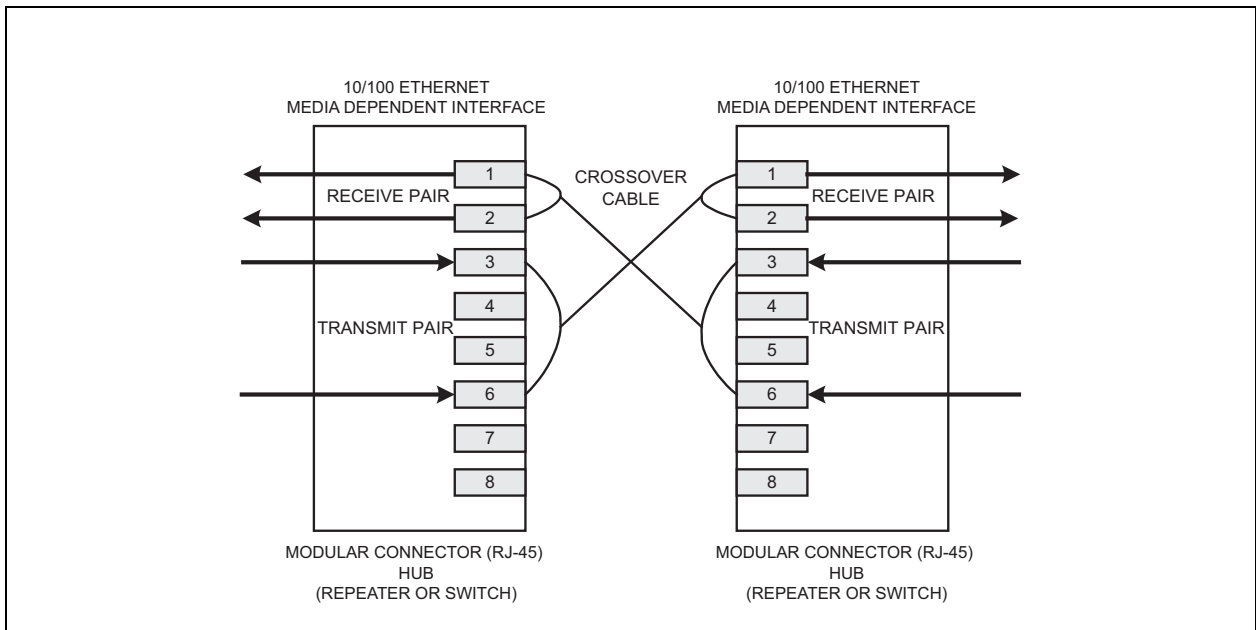 10/100 ETHERNET
MEDIA DEPENDENT INTERFACE
10/100 ETHERNET
MEDIA DEPENDENT INTERFACE
1
RECEIVE PAIR
2
3
4
TRANSMIT PAIR
5
6
7
8
CROSSOVER
CABLE
1
RECEIVE PAIR
2
3
4
TRANSMIT PAIR
5
6
7
8
MODULAR CONNECTOR (RJ-45)
HUB
(REPEATER OR SWITCH)
MODULAR CONNECTOR (RJ-45)
HUB
(REPEATER OR SWITCH)